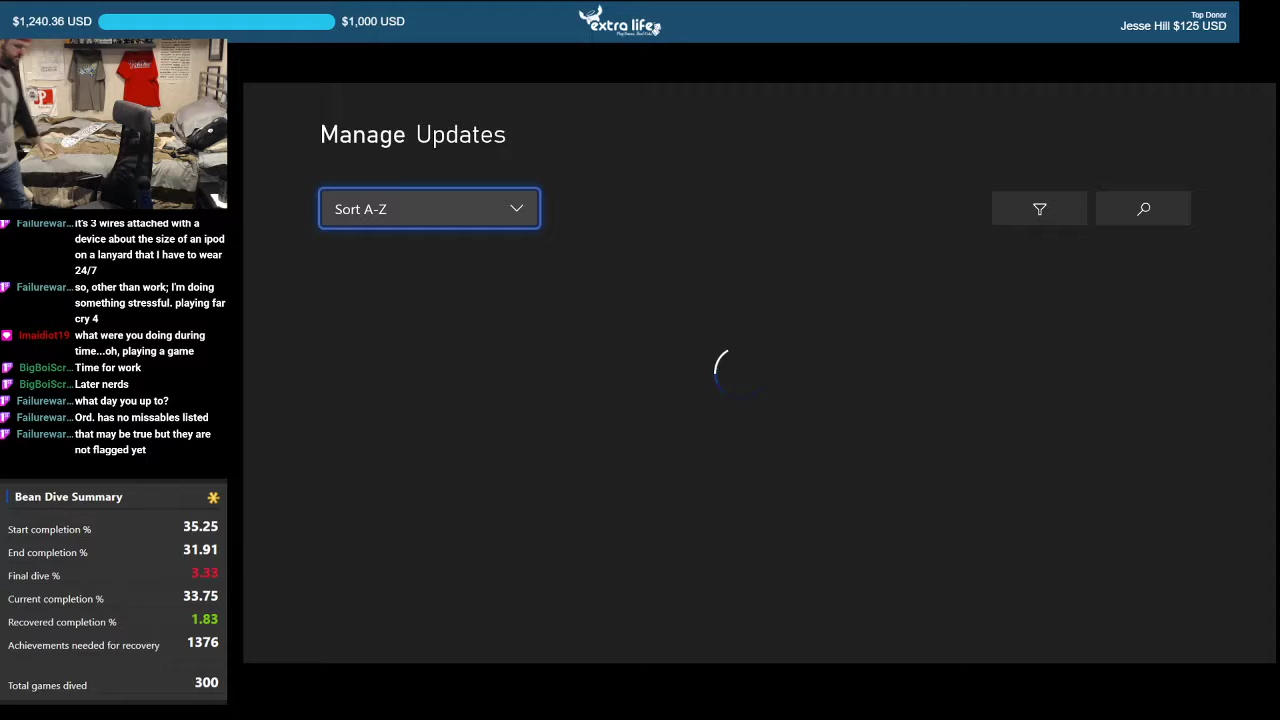 $1,240.36 USD
$1,000 USD
extra life
Top Donor
Jesse Hill $125 USD
Manage Updates
Sort A-Z
Failurewar... it's 3 wires attached with a
device about the size of an ipod
on a lanyard that I have to wear
24/7
Failurewar... so, other than work; I'm doing
something stressful. playing far
cry 4
Imaidiot19 what were you doing during
time...oh, playing a game
BigBoiScr... Time for work
BigBoiScr... Later nerds
Failurewar... what day you up to?
Failurewar... Ord. has no missables listed
Failurewar... that may be true but they are
not flagged yet
Bean Dive Summary
Start completion % 35.25
End completion % 31.91
Final dive % 3.33
Current completion % 33.75
Recovered completion % 1.83
Achievements needed for recovery 1376
Total games dived 300